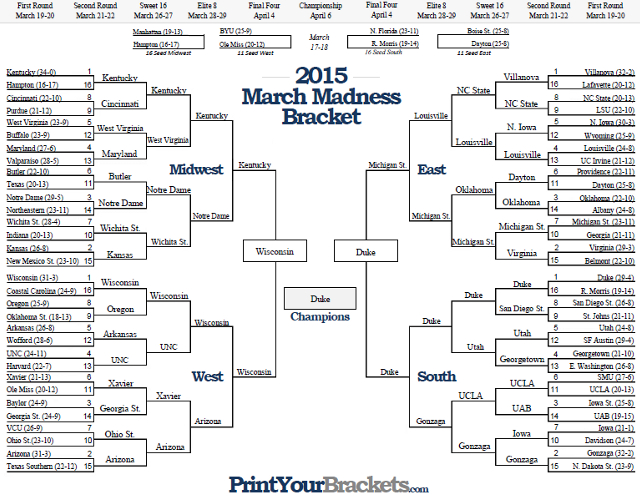 First Round Second Round Sweet 16 Elite 8 Final Four Championship Final Four Elite 8 Sweet 16 Second Round First Round
March 19-20 March 21-22 March 26-27 March 28-29 April 4 April 6 April 4 March 28-29 March 26-27 March 21-22 March 19-20
Manhattan (19-13)
Hampton (16-17)
16 Seed Midwest
BYU (25-9)
Ole Miss (20-12)
11 Seed West
March
17-18
N. Florida (23-11)
R. Morris (19-14)
16 Seed South
Boise St. (25-8)
Dayton (25-8)
11 Seed East
2015
March Madness
Bracket
Kentucky (34-0) 1
Hampton (16-17) 16
Cincinnati (22-10) 8
Purdue (21-12) 9
West Virginia (23-9) 5
Buffalo (23-9) 12
Maryland (27-6) 4
Valparaiso (28-5) 13
Butler (22-10) 6
Texas (20-13) 11
Notre Dame (29-5) 3
Northeastern (23-11) 14
Wichita St. (28-4) 7
Indiana (20-13) 10
Kansas (26-8) 2
New Mexico St. (23-10) 15
Kentucky
Cincinnati
West Virginia
Maryland
Butler
Notre Dame
Wichita St.
Kansas
Kentucky
West Virginia
Notre Dame
Wichita St.
Kentucky
Notre Dame
Midwest
Kentucky
Wisconsin (31-3) 1
Coastal Carolina (24-9) 16
Oregon (25-9) 8
Oklahoma St. (18-13) 9
Arkansas (26-8) 5
Wofford (28-6) 12
UNC (24-11) 4
Harvard (22-7) 13
Xavier (21-13) 6
Ole Miss (20-12) 11
Baylor (24-9) 3
Georgia St. (24-9) 14
VCU (26-9) 7
Ohio St.(23-10) 10
Arizona (31-3) 2
Texas Southern (22-12) 15
Wisconsin
Oregon
Arkansas
UNC
Xavier
Georgia St.
Ohio St.
Arizona
Wisconsin
UNC
Xavier
Arizona
Wisconsin
Arizona
West
Wisconsin
Wisconsin
Duke
Duke
Champions
Michigan St.
East
Louisville
Michigan St.
NC State
Louisville
Oklahoma
Michigan St.
Villanova
NC State
N. Iowa
Louisville
Dayton
Oklahoma
Michigan St.
Virginia
1 Villanova (32-2)
16 Lafayette (20-12)
8 NC State (20-13)
9 LSU (22-10)
5 N. Iowa (30-3)
12 Wyoming (25-9)
4 Louisville (24-8)
13 UC Irvine (21-12)
6 Providence (22-11)
11 Dayton (25-8)
3 Oklahoma (22-10)
14 Albany (24-8)
7 Michigan St. (23-11)
10 Georgia (21-11)
2 Virginia (29-3)
15 Belmont (22-10)
Duke
South
Duke
Gonzaga
Duke
Utah
UCLA
Gonzaga
Duke
San Diego St.
Utah
Georgetown
UCLA
UAB
Iowa
Gonzaga
1 Duke (29-4)
16 R. Morris (19-14)
8 San Diego St. (26-8)
9 St. Johns (21-11)
5 Utah (24-8)
12 SF Austin (29-4)
4 Georgetown (21-10)
13 E. Washington (26-8)
6 SMU (27-6)
11 UCLA (20-13)
3 Iowa St. (25-8)
14 UAB (19-15)
7 Iowa (21-1)
10 Davidson (24-7)
2 Gonzaga (32-2)
15 N. Dakota St. (23-9)
PrintYourBrackets.com